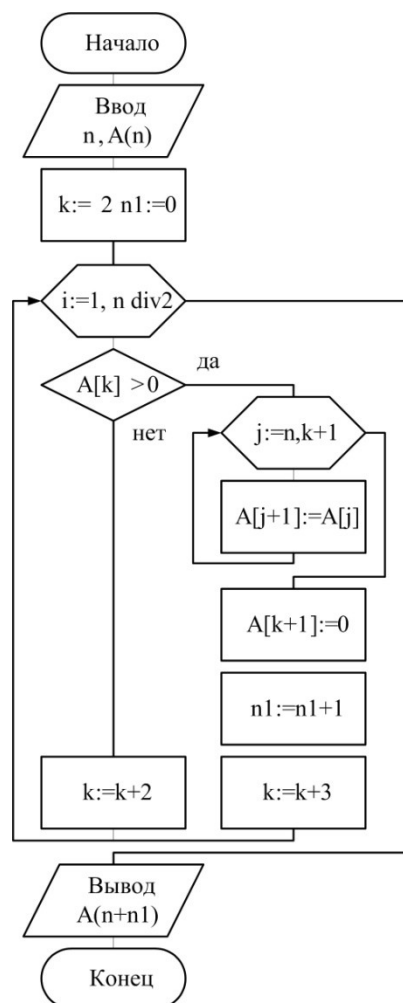 Начало
Ввод
n, A(n)
k:= 2 n1:=0
i:=1, n div2
да
A[k] >0
нет
j:=n,k+1
A[j+1]:=A[j]
A[k+1]:=0
n1:=n1+1
k:=k+2
k:=k+3
Вывод
A(n+n1)
Конец